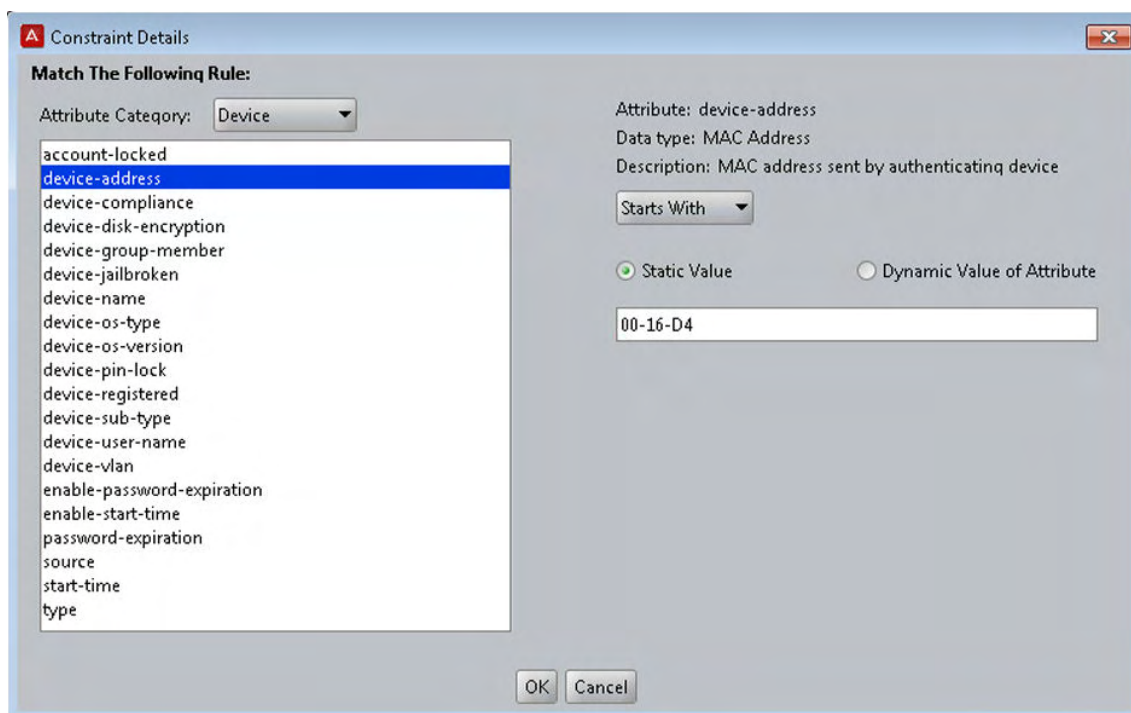 Constraint Details
Match The Following Rule:
Attribute Category: Device
account-locked
device-address
device-compliance
device-disk-encryption
device-group-member
device-jailbroken
device-name
device-os-type
device-os-version
device-pin-lock
device-registered
device-sub-type
device-user-name
device-vlan
enable-password-expiration
enable-start-time
password-expiration
source
start-time
type
Attribute: device-address
Data type: MAC Address
Description: MAC address sent by authenticating device
Starts With
Static Value Dynamic Value of Attribute
00-16-D4
OK Cancel